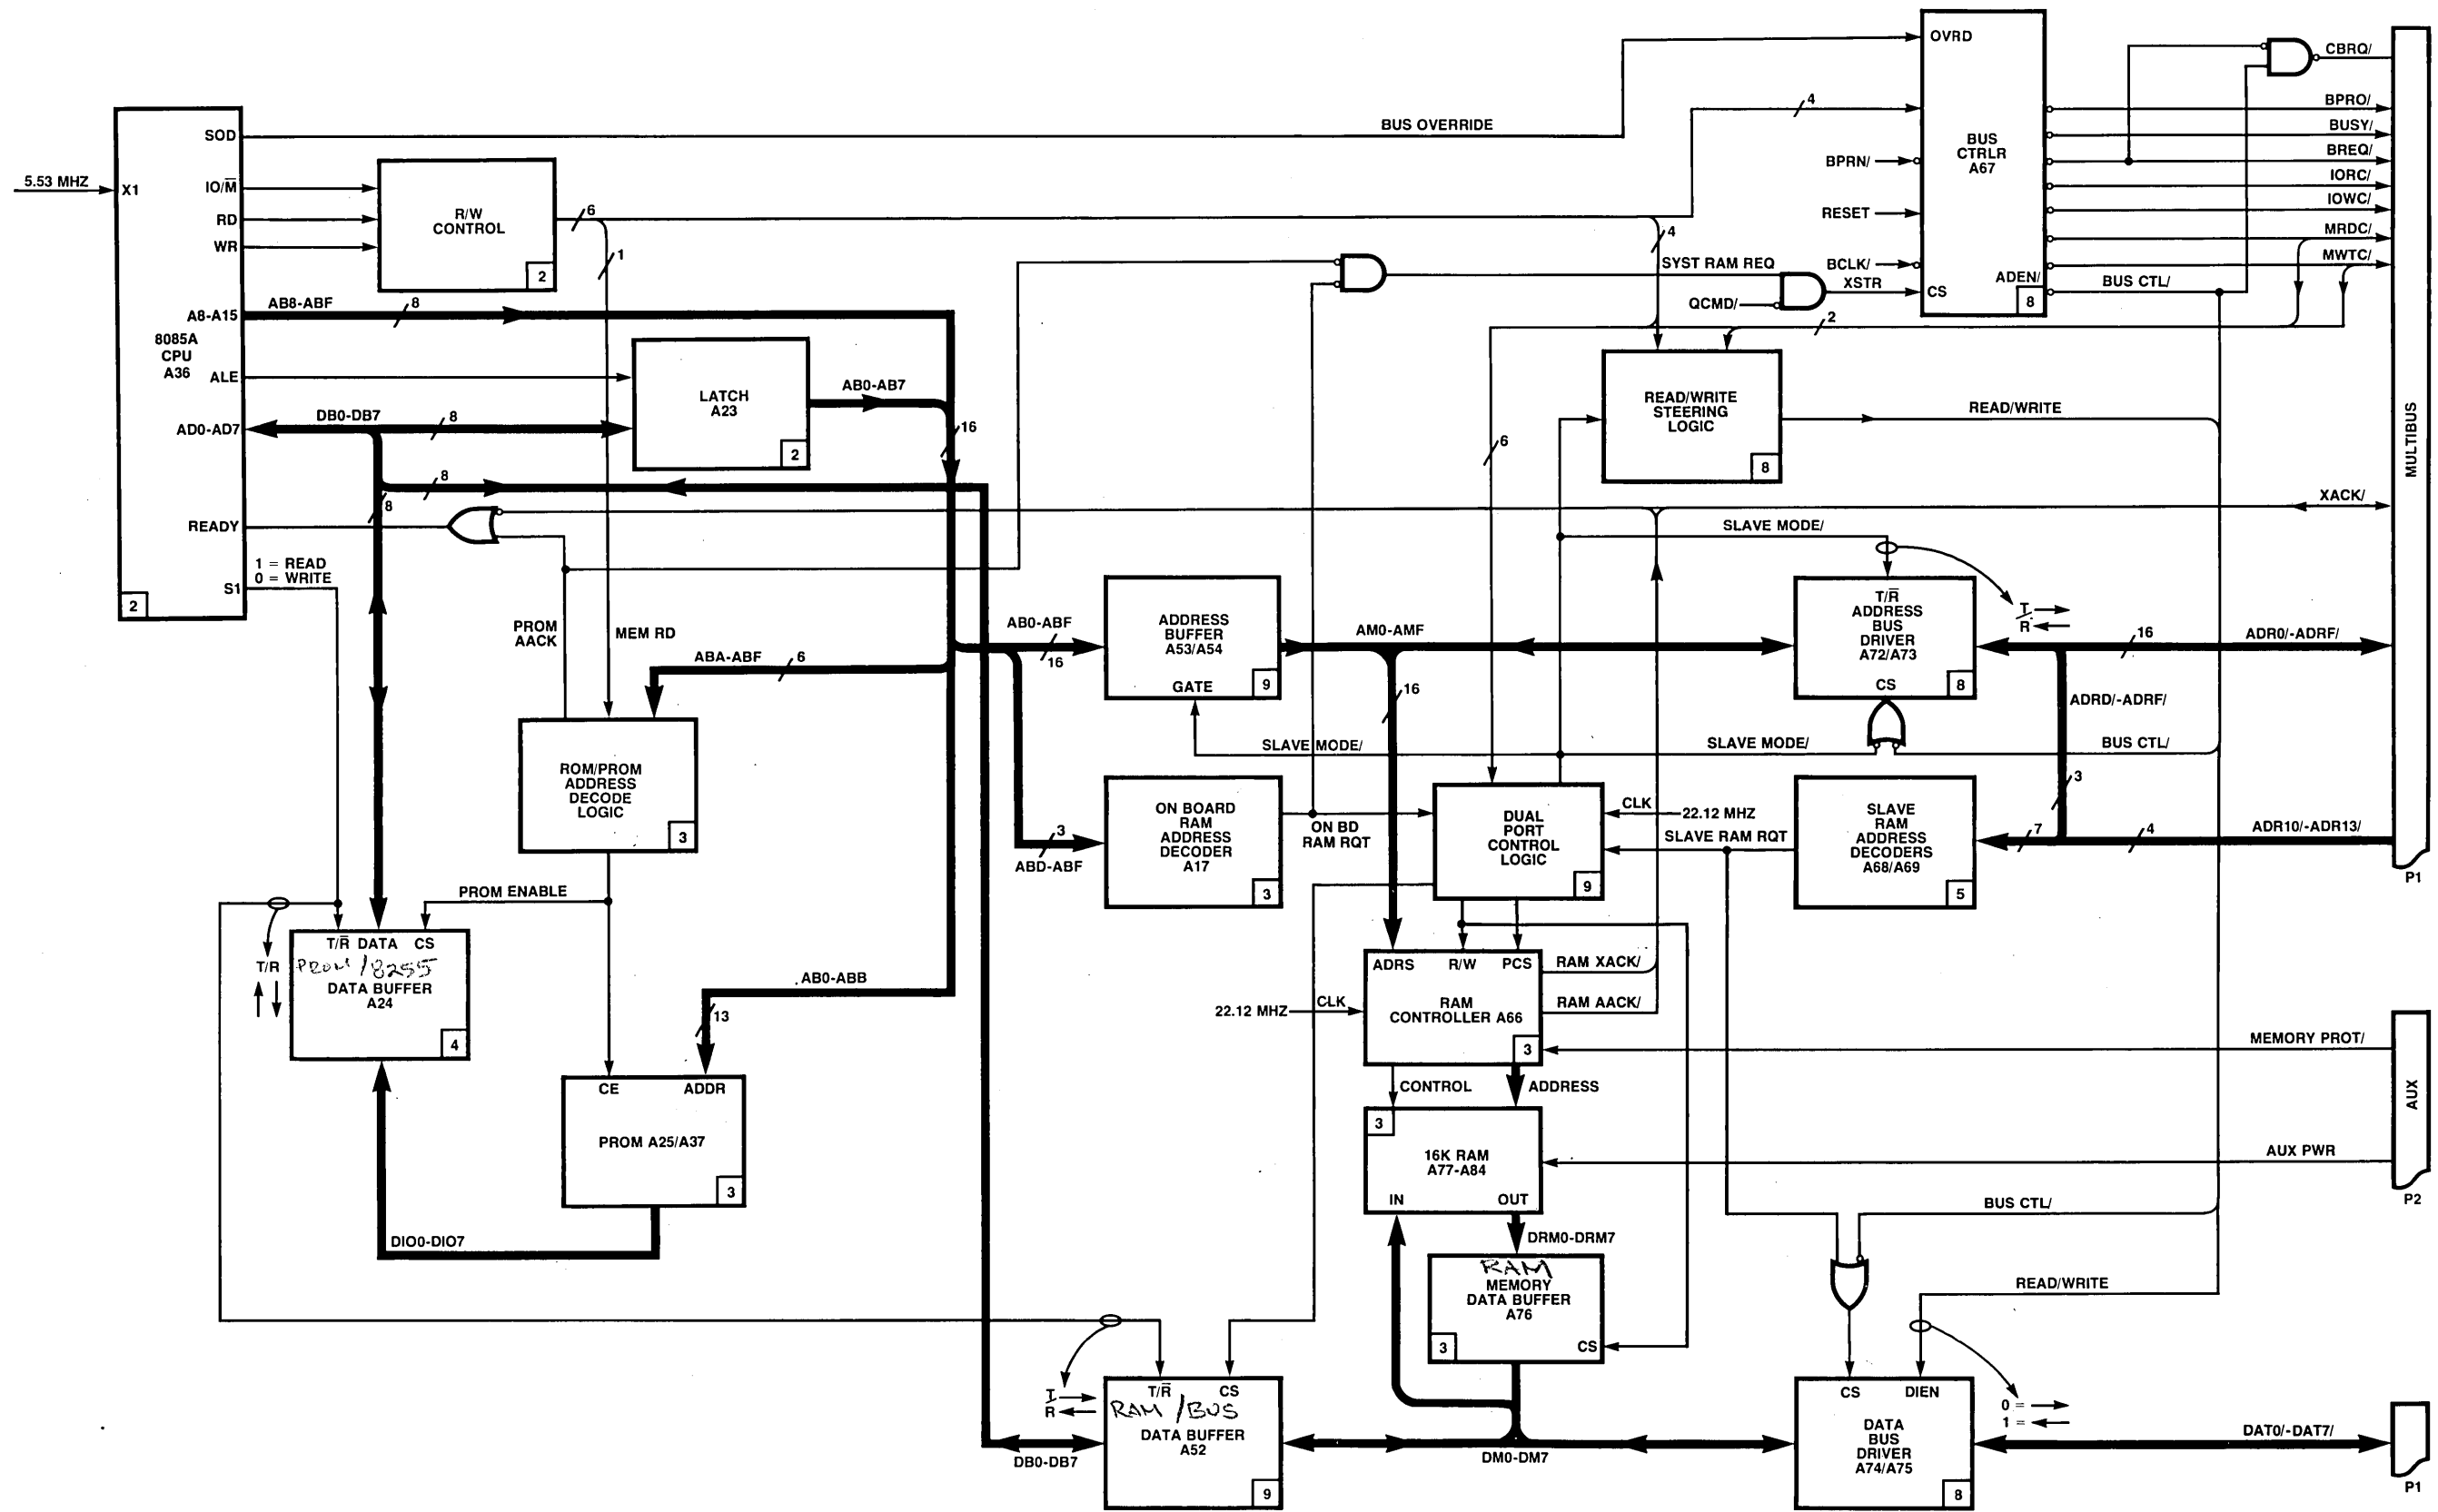 5.53 MHZ
X1
SOD
IO/M̅
RD
WR
A8-A15
8085A
CPU
A36
ALE
AD0-AD7
READY
S1
2
1 = READ
0 = WRITE
R/W
CONTROL
2
6
1
AB8-ABF
8
LATCH
A23
2
AB0-AB7
DB0-DB7
8
8
8
16
BUS OVERRIDE
4
OVRD
BUS
CTRLR
A67
BPRN/
RESET
BCLK/
CS
ADEN/
8
CBRQ/
BPRO/
BUSY/
BREQ/
IORC/
IOWC/
MRDC/
MWTC/
BUS CTL/
4
SYST RAM REQ
QCMD/
XSTR
2
READ/WRITE
STEERING
LOGIC
8
READ/WRITE
6
MULTIBUS
XACK/
SLAVE MODE/
PROM
AACK
MEM RD
ABA-ABF
6
AB0-ABF
16
ADDRESS
BUFFER
A53/A54
GATE
9
AM0-AMF
16
T/R̅
ADDRESS
BUS
DRIVER
A72/A73
CS
8
T
R
16
ADR0/-ADRF/
ADRD/-ADRF/
SLAVE MODE/
SLAVE MODE/
BUS CTL/
3
ROM/PROM
ADDRESS
DECODE
LOGIC
3
3
ABD-ABF
ON BOARD
RAM
ADDRESS
DECODER
A17
3
ON BD
RAM RQT
DUAL
PORT
CONTROL
LOGIC
9
CLK
22.12 MHZ
SLAVE RAM RQT
SLAVE
RAM
ADDRESS
DECODERS
A68/A69
5
7
4
ADR10/-ADR13/
P1
PROM ENABLE
T/R̅ DATA CS
PROM/8255
DATA BUFFER
A24
4
T/R
AB0-ABB
13
CE
ADDR
PROM A25/A37
3
DIO0-DIO7
ADRS
R/W
PCS
RAM
CONTROLLER A66
3
22.12 MHZ
CLK
RAM XACK/
RAM AACK/
MEMORY PROT/
CONTROL
ADDRESS
3
16K RAM
A77-A84
IN
OUT
AUX PWR
AUX
P2
DRM0-DRM7
RAM
MEMORY
DATA BUFFER
A76
3
CS
BUS CTL/
READ/WRITE
T
R
T/R̅
CS
RAM/BUS
DATA BUFFER
A52
9
DB0-DB7
DM0-DM7
CS
DIEN
DATA
BUS
DRIVER
A74/A75
8
0 =
1 =
DAT0/-DAT7/
P1